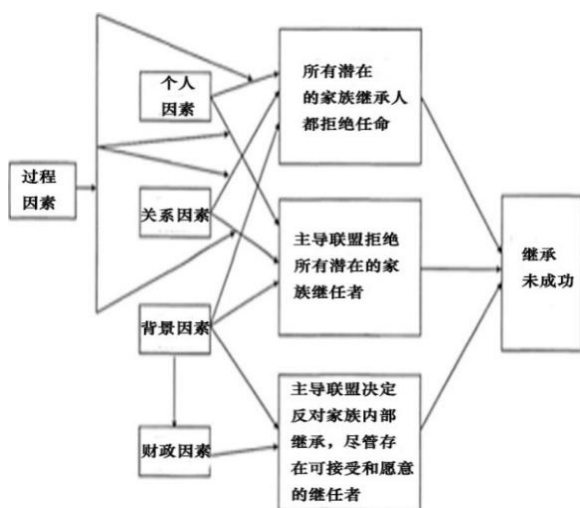 个人
因素
所有潜在
的家族继承人
都拒绝任命
过程
因素
关系因素
主导联盟拒绝
所有潜在的家
族继任者
继承
未成功
背景因素
主导联盟决定
反对家族内部
继承，尽管存
在可接受和愿意
的继任者
财政因素